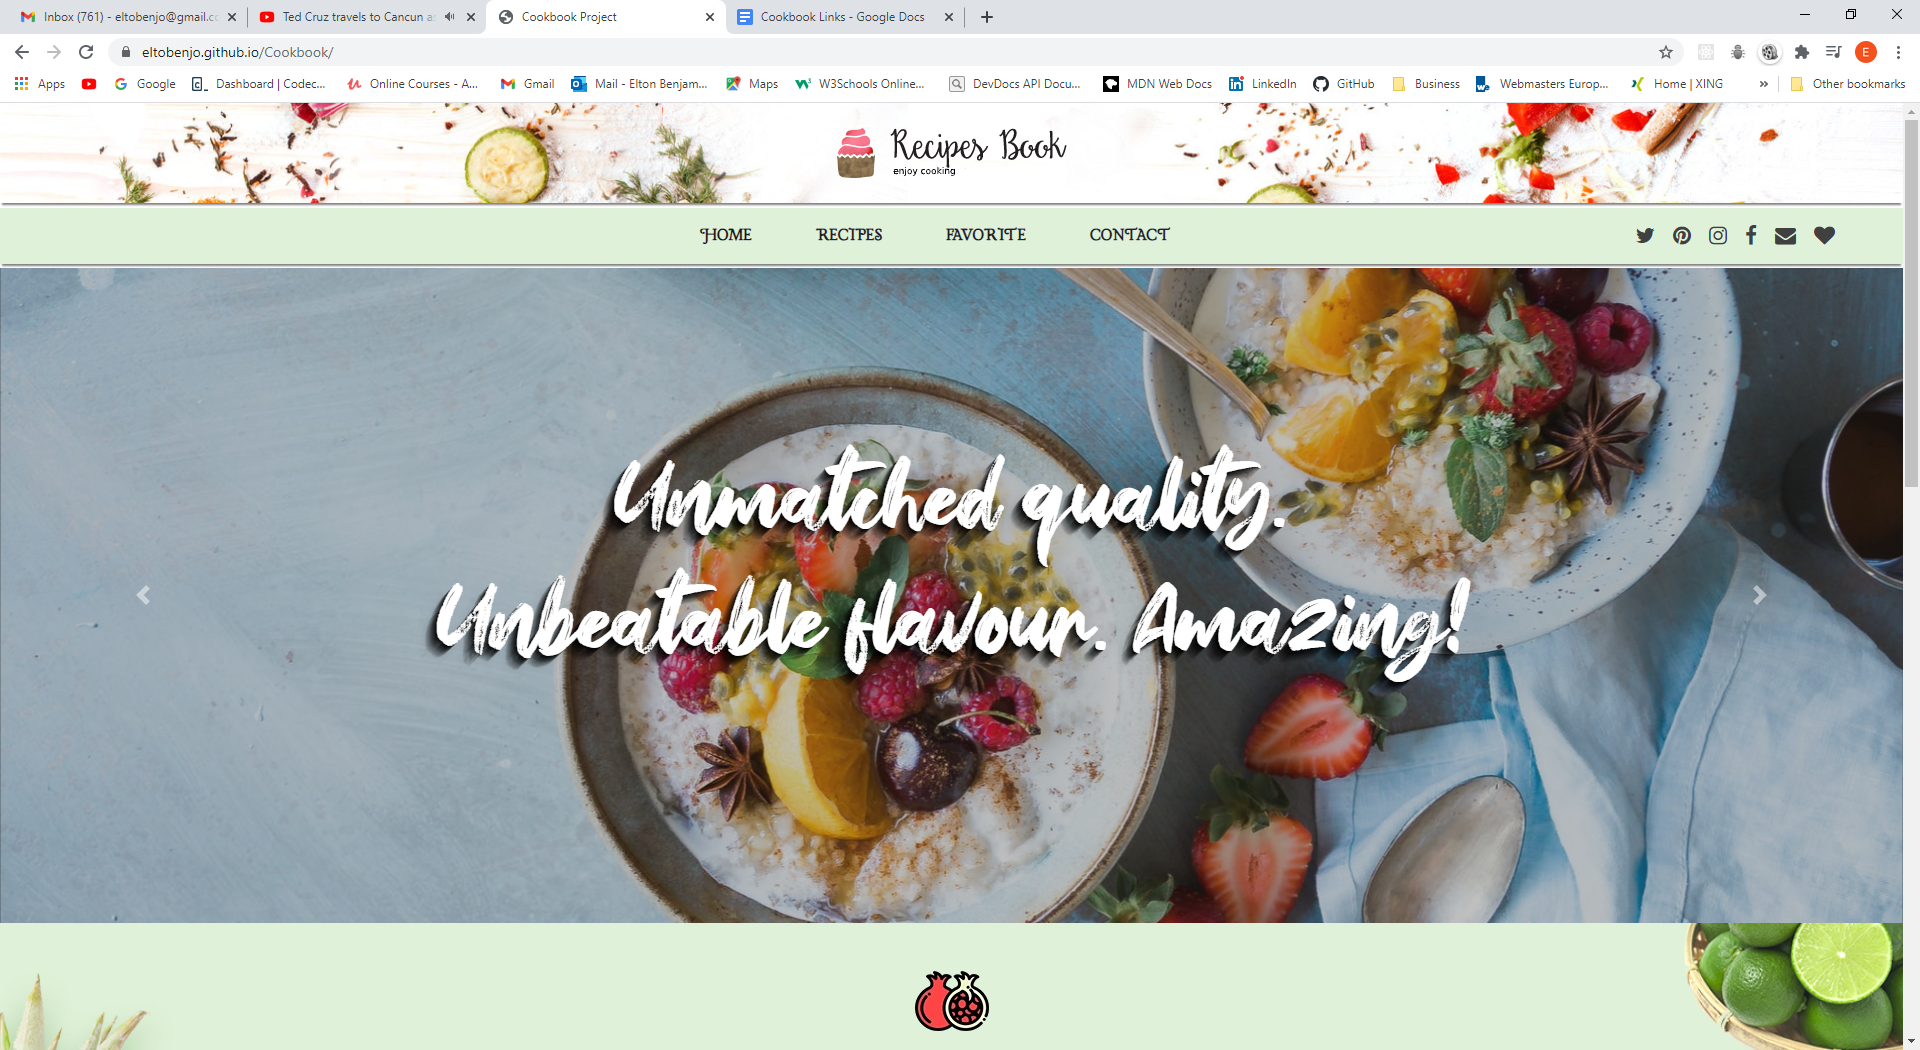 Inbox (761) - eltobenjo@gmail.c
Ted Cruz travels to Cancun a
Cookbook Project
Cookbook Links - Google Docs
eltobenjo.github.io/Cookbook/
E
Apps
Google
Dashboard | Codec...
Online Courses - A...
Gmail
Mail - Elton Benjam...
Maps
W3Schools Online...
DevDocs API Docu...
MDN Web Docs
LinkedIn
GitHub
Business
Webmasters Europ...
Home | XING
»
Other bookmarks
Recipes Book
enjoy cooking
HOME
RECIPES
FAVORITE
CONTACT
Unmatched quality.
Unbeatable flavour. Amazing!